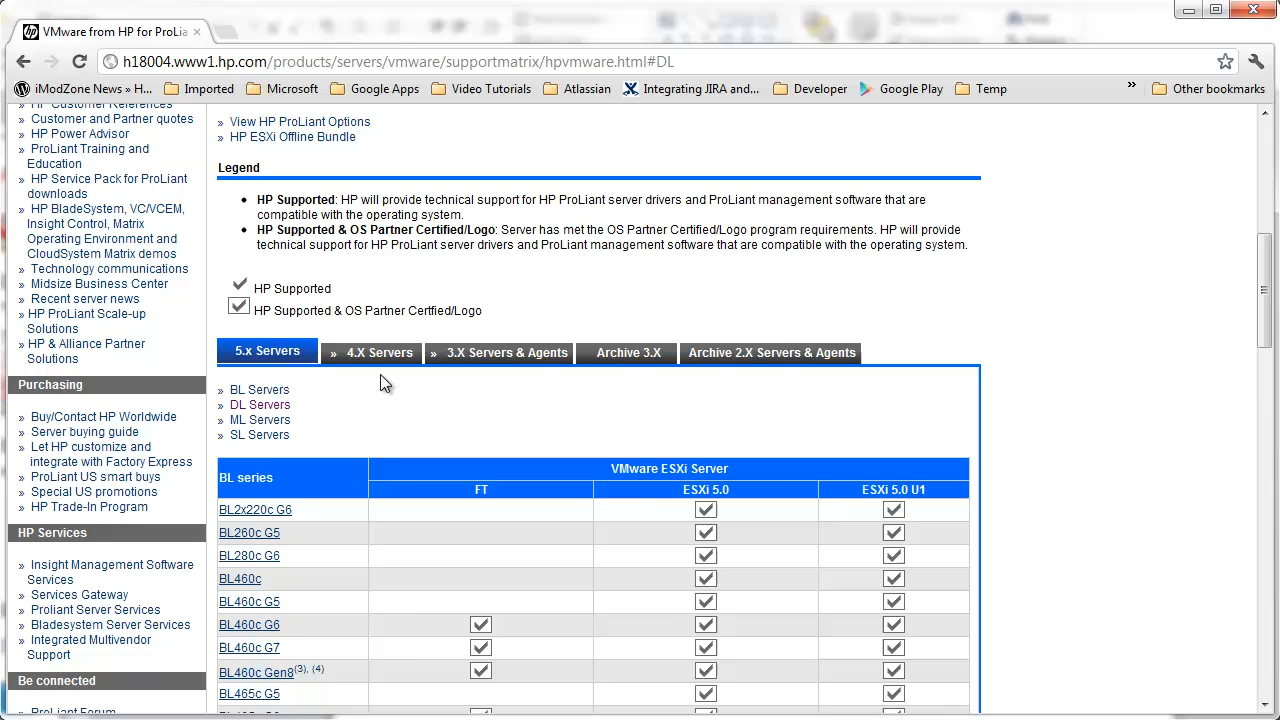 VMware from HP for ProLia
h18004.www1.hp.com/products/servers/vmware/supportmatrix/hpvmware.html#DL
iModZone News » H...
Imported
Microsoft
Google Apps
Video Tutorials
Atlassian
Integrating JIRA and...
Developer
Google Play
Temp
»
Other bookmarks
» HP Customer References
» Customer and Partner quotes
» HP Power Advisor
» ProLiant Training and
Education
» HP Service Pack for ProLiant
downloads
» HP BladeSystem, VC/VCEM,
Insight Control, Matrix
Operating Environment and
CloudSystem Matrix demos
» Technology communications
» Midsize Business Center
» Recent server news
» HP ProLiant Scale-up
Solutions
» HP & Alliance Partner
Solutions
Purchasing
» Buy/Contact HP Worldwide
» Server buying guide
» Let HP customize and
integrate with Factory Express
» ProLiant US smart buys
» Special US promotions
» HP Trade-In Program
HP Services
» Insight Management Software
Services
» Services Gateway
» Proliant Server Services
» Bladesystem Server Services
» Integrated Multivendor
Support
Be connected
» ProLiant Forum
» View HP ProLiant Options
» HP ESXi Offline Bundle
Legend
• HP Supported: HP will provide technical support for HP ProLiant server drivers and ProLiant management software that are
compatible with the operating system.
• HP Supported & OS Partner Certified/Logo: Server has met the OS Partner Certified/Logo program requirements. HP will provide
technical support for HP ProLiant server drivers and ProLiant management software that are compatible with the operating system.
HP Supported
HP Supported & OS Partner Certfied/Logo
5.x Servers
» 4.X Servers
» 3.X Servers & Agents
Archive 3.X
Archive 2.X Servers & Agents
» BL Servers
» DL Servers
» ML Servers
» SL Servers
BL series
VMware ESXi Server
FT
ESXi 5.0
ESXi 5.0 U1
BL2x220c G6
BL260c G5
BL280c G6
BL460c
BL460c G5
BL460c G6
BL460c G7
BL460c Gen8(3), (4)
BL465c G5